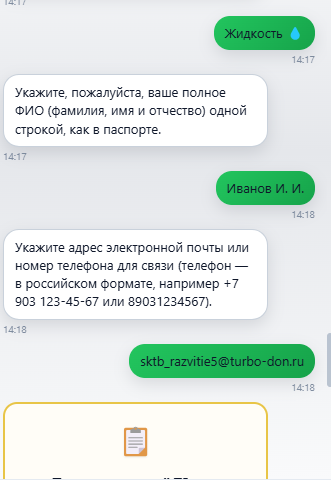 14:17
Жидкость 💧
14:17
Укажите, пожалуйста, ваше полное
ФИО (фамилия, имя и отчество) одной
строкой, как в паспорте.
14:17
Иванов И. И.
14:18
Укажите адрес электронной почты или
номер телефона для связи (телефон —
в российском формате, например +7
903 123-45-67 или 89031234567).
14:18
sktb_razvitie5@turbo-don.ru
14:18